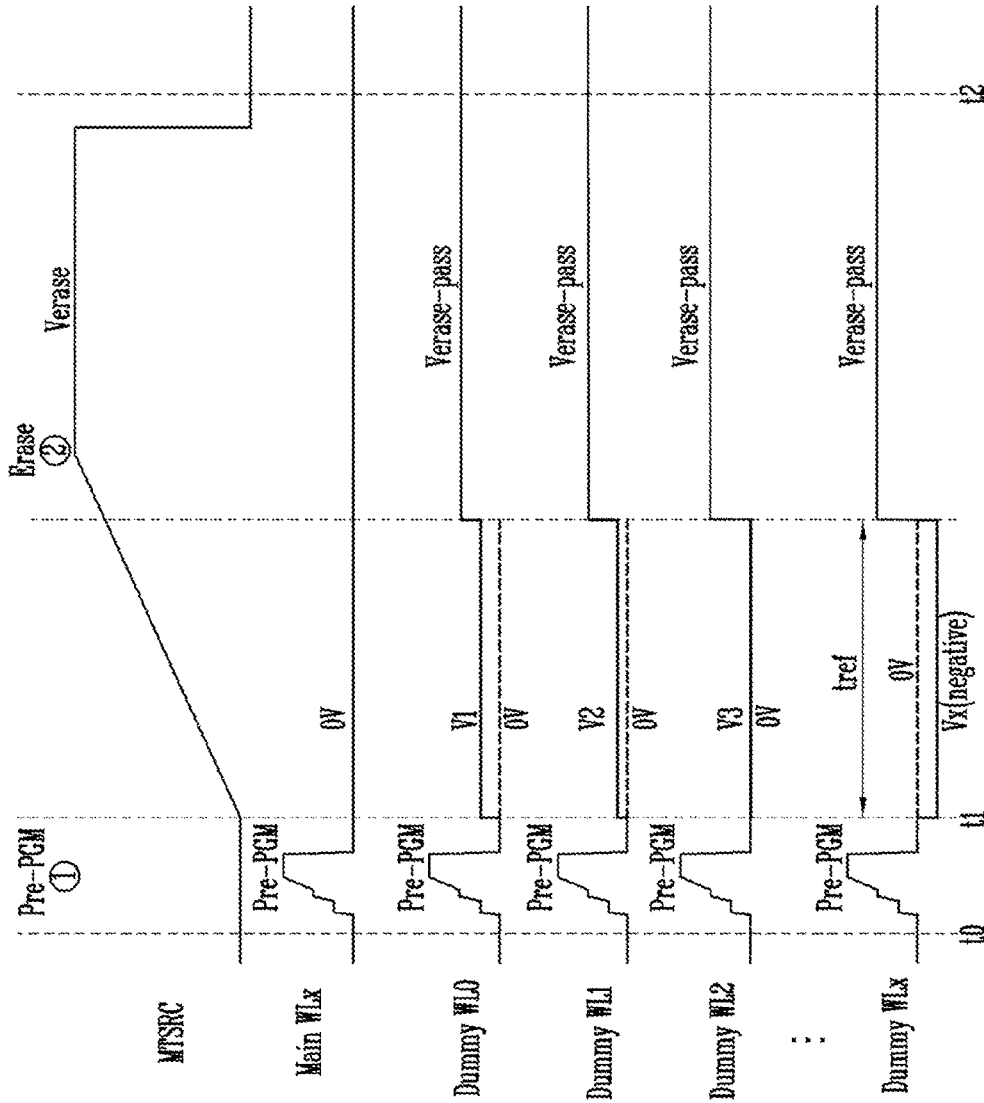 Pre-PGM
①
Erase
②
MTSRC
Verase
Main WLx
Pre-PGM
0V
Dummy WL0
Pre-PGM
V1
0V
Verase-pass
Dummy WL1
Pre-PGM
V2
0V
Verase-pass
Dummy WL2
Pre-PGM
V3
0V
Verase-pass
⋮
tref
Dummy WLx
Pre-PGM
0V
Vx(negative)
Verase-pass
t0
t1
t2